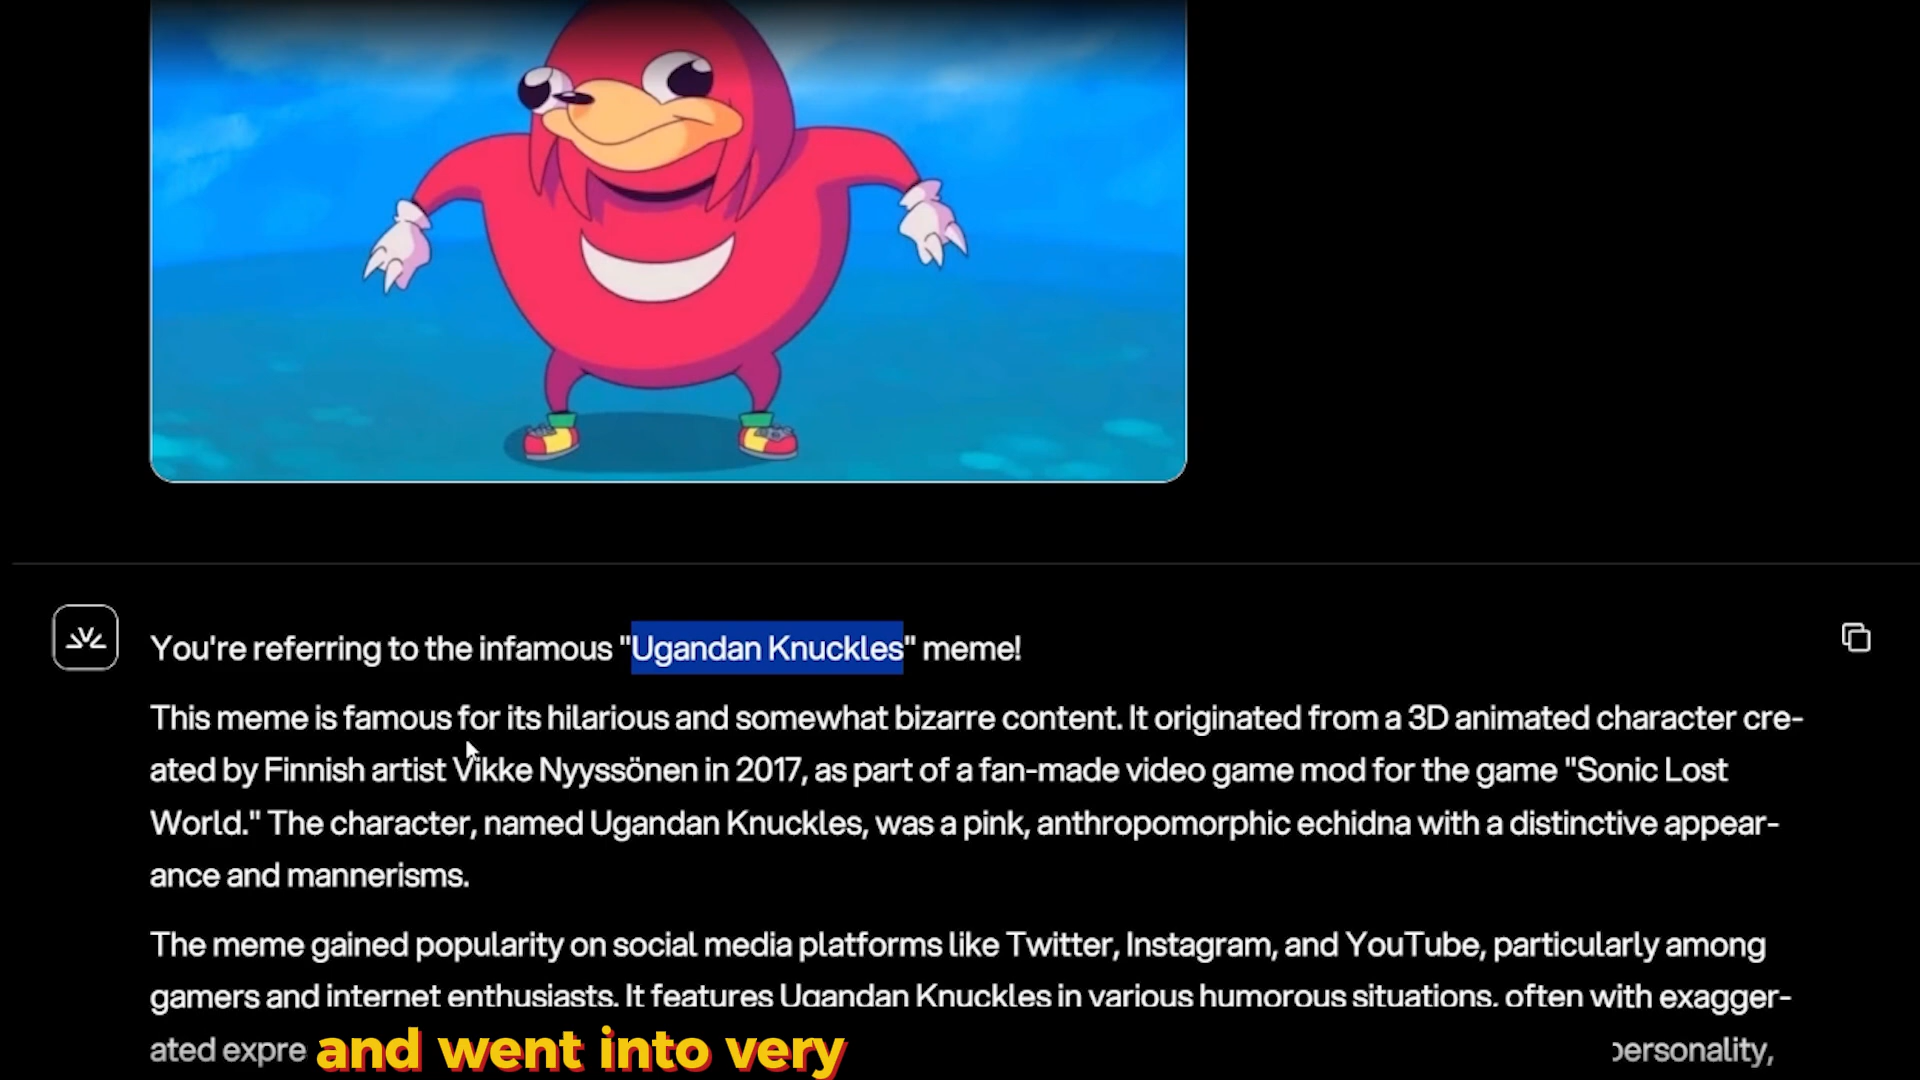 You're referring to the infamous "Ugandan Knuckles" meme!
This meme is famous for its hilarious and somewhat bizarre content. It originated from a 3D animated character cre-
ated by Finnish artist Vikke Nyyssönen in 2017, as part of a fan-made video game mod for the game "Sonic Lost
World." The character, named Ugandan Knuckles, was a pink, anthropomorphic echidna with a distinctive appear-
ance and mannerisms.
The meme gained popularity on social media platforms like Twitter, Instagram, and YouTube, particularly among
gamers and internet enthusiasts. It features Ugandan Knuckles in various humorous situations, often with exagger-
ated expre personality,
and went into very